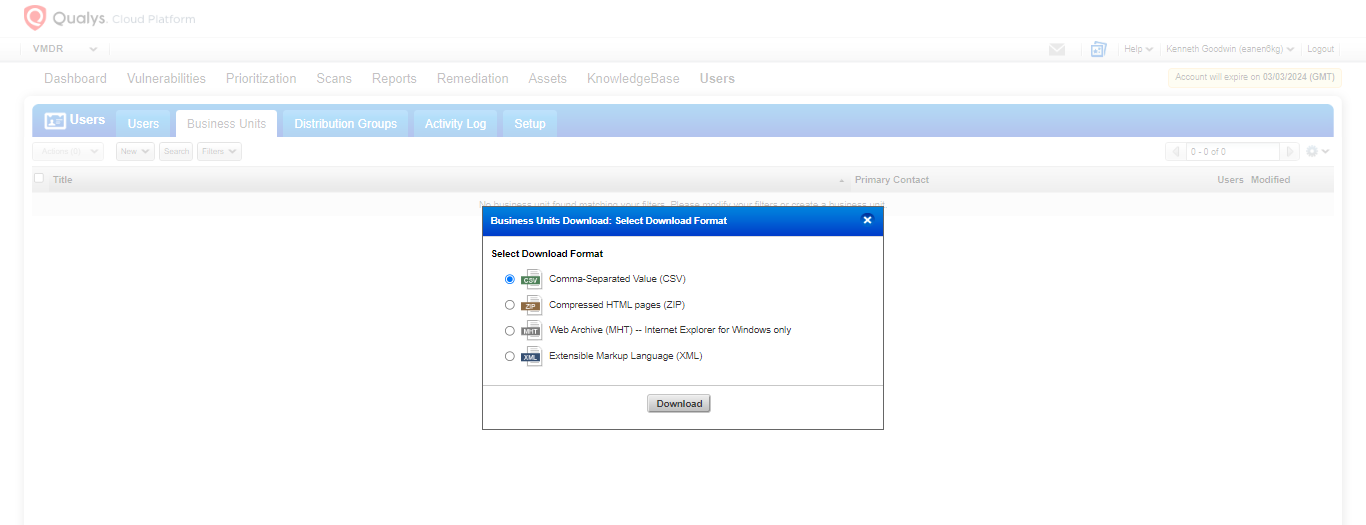 Qualys. Cloud Platform
VMDR
Help Kenneth Goodwin (eanen5kg) Logout
Dashboard Vulnerabilities Prioritization Scans Reports Remediation Assets KnowledgeBase Users
Account will expire on 03/03/2024 (GMT)
Users Users Business Units Distribution Groups Activity Log Setup
Actions (0) New Search Filters 0 - 0 of 0
Title Primary Contact Users Modified
No business unit found matching your filters. Please modify your filters or create a business unit
Business Units Download: Select Download Format
Select Download Format
CSV Comma-Separated Value (CSV)
ZIP Compressed HTML pages (ZIP)
MHT Web Archive (MHT) -- Internet Explorer for Windows only
XML Extensible Markup Language (XML)
Download